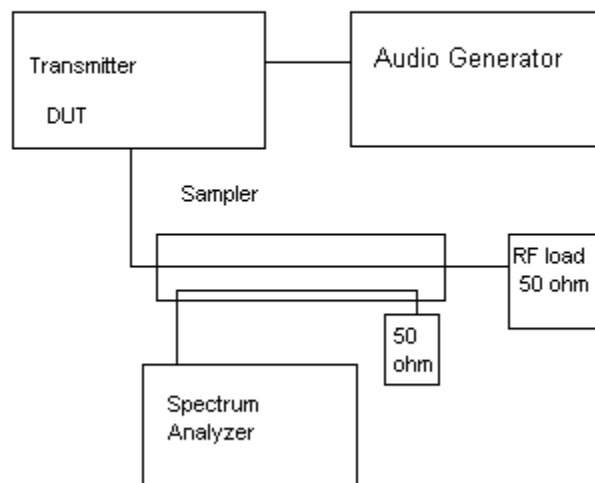 Transmitter
DUT
Audio Generator
Sampler
RF load
50 ohm
50
ohm
Spectrum
Analyzer